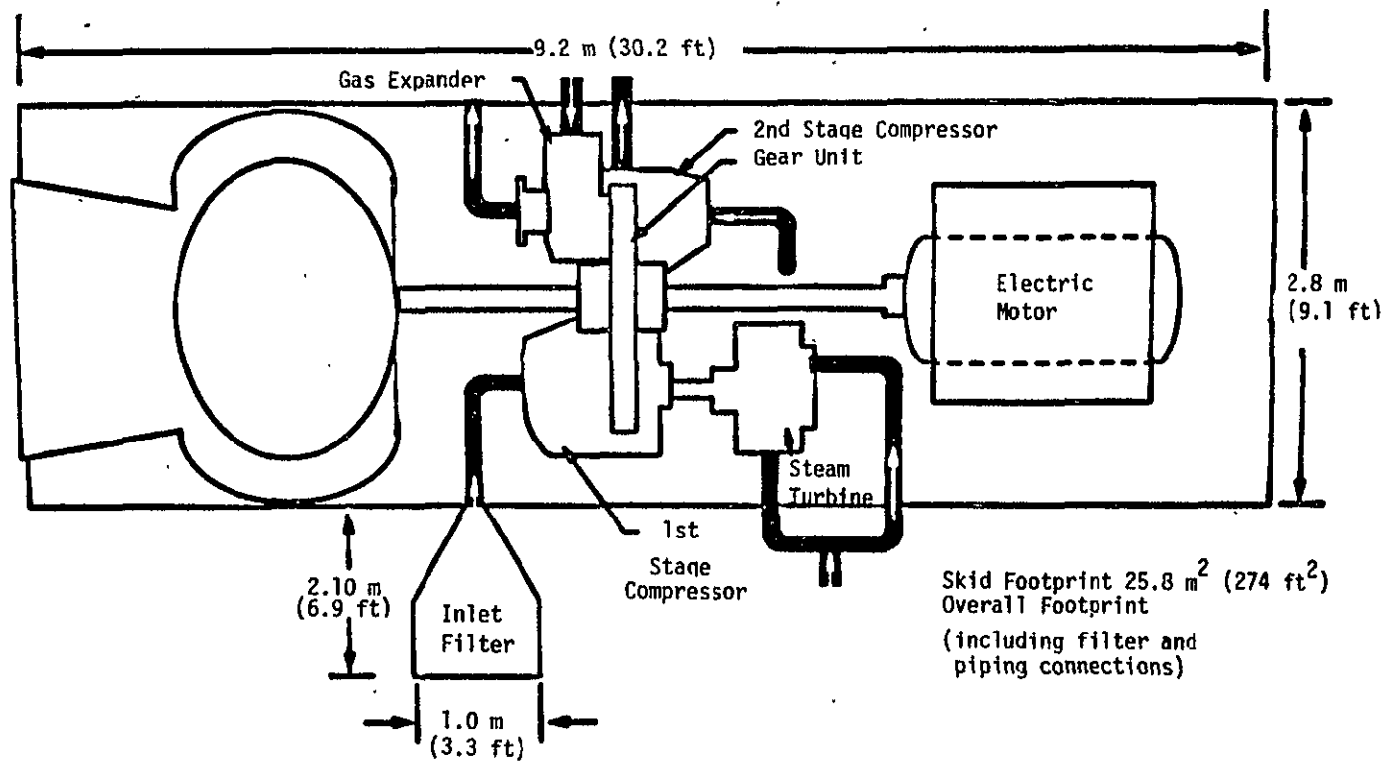 9.2 m (30.2 ft)
Gas Expander
2nd Stage Compressor
Gear Unit
Electric
Motor
2.8 m
(9.1 ft)
Steam
Turbine
1st
Stage
Compressor
2.10 m
(6.9 ft)
Inlet
Filter
1.0 m
(3.3 ft)
Skid Footprint 25.8 m² (274 ft²)
Overall Footprint
(including filter and
piping connections)